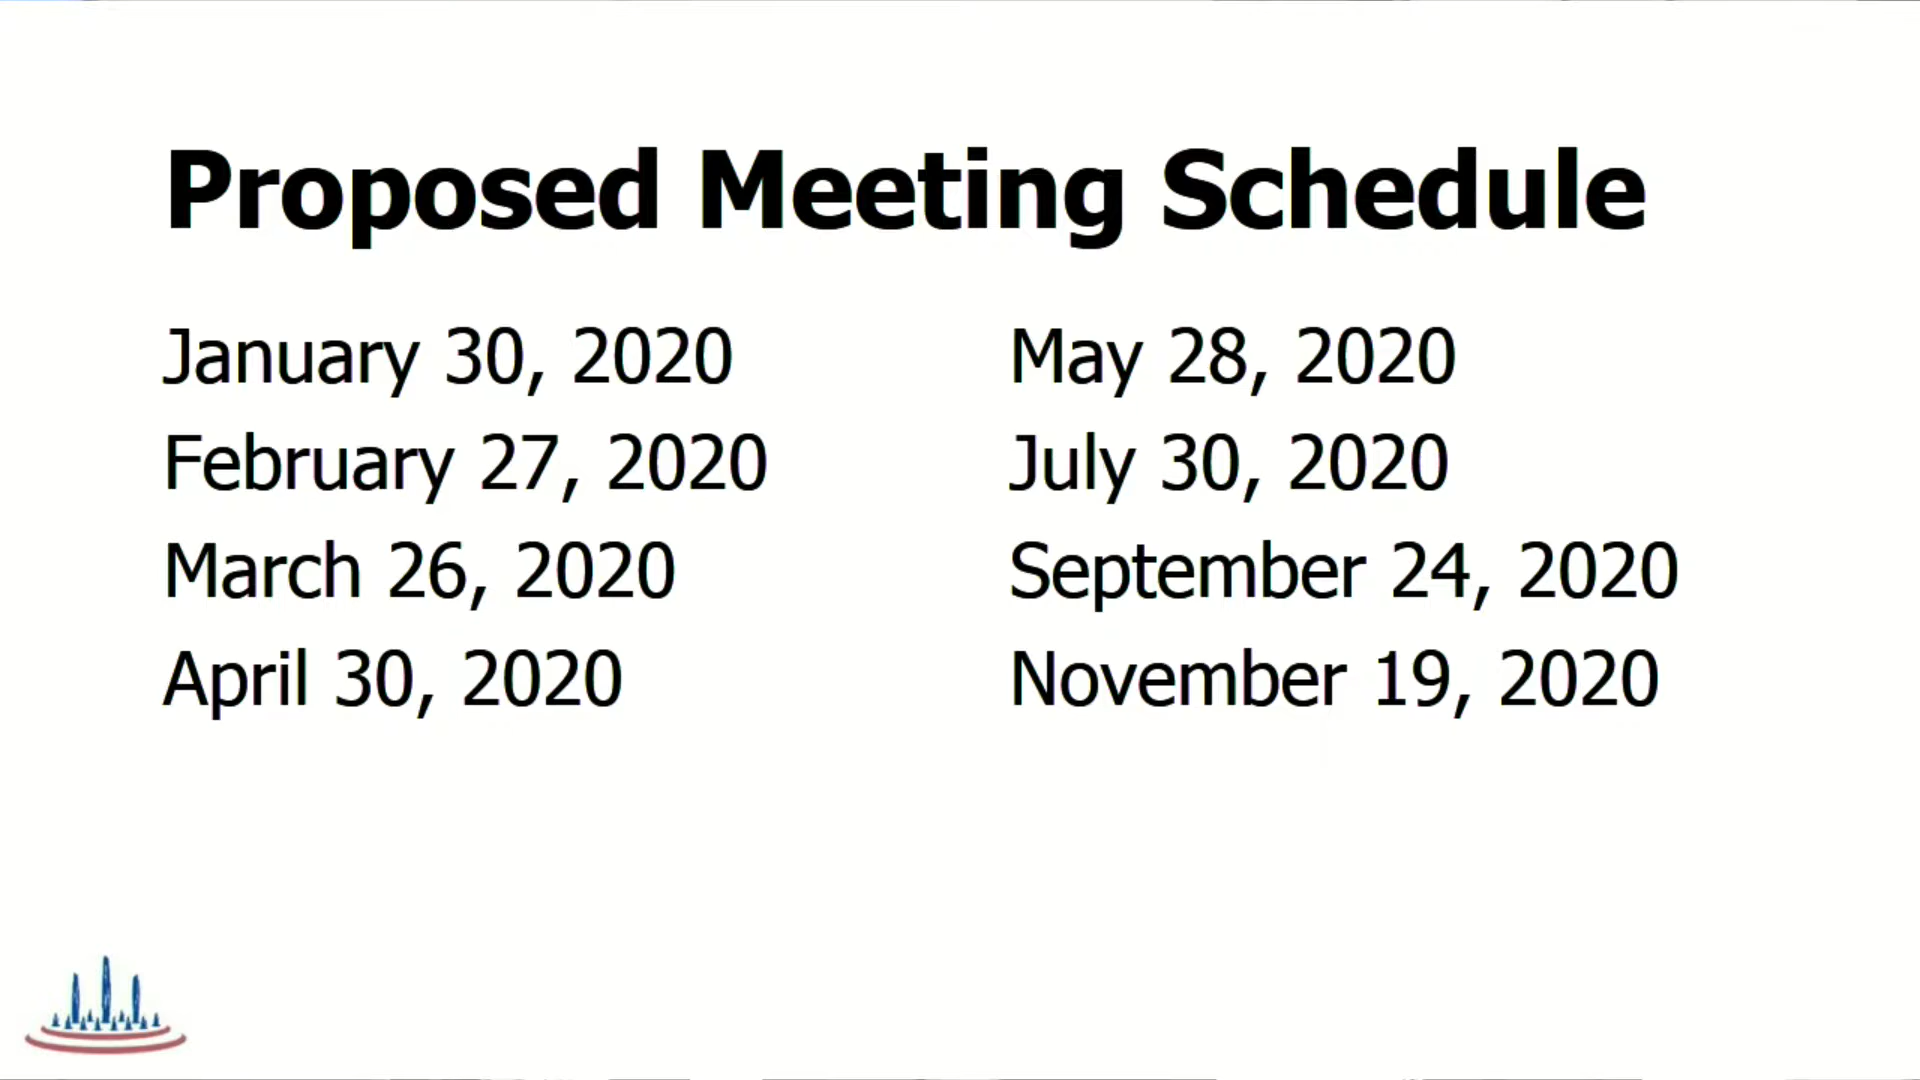 Proposed Meeting Schedule
January 30, 2020
February 27, 2020
March 26, 2020
April 30, 2020
May 28, 2020
July 30, 2020
September 24, 2020
November 19, 2020